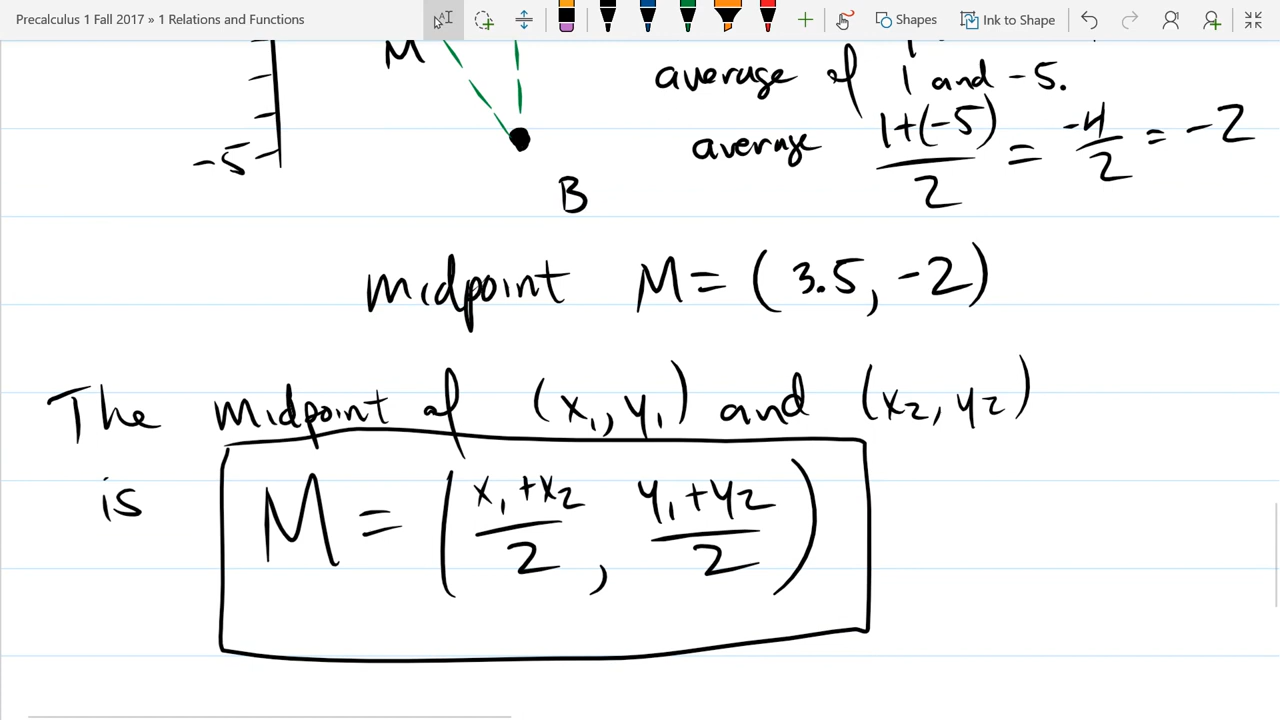 Precalculus 1 Fall 2017 » 1 Relations and Functions
Shapes
Ink to Shape
M
average of 1 and -5.
-5
average (1+(-5))/2 = -4/2 = -2
B
midpoint M = (3.5, -2)
The midpoint of (x₁, y₁) and (x₂, y₂)
is M = ((x₁+x₂)/2, (y₁+y₂)/2)